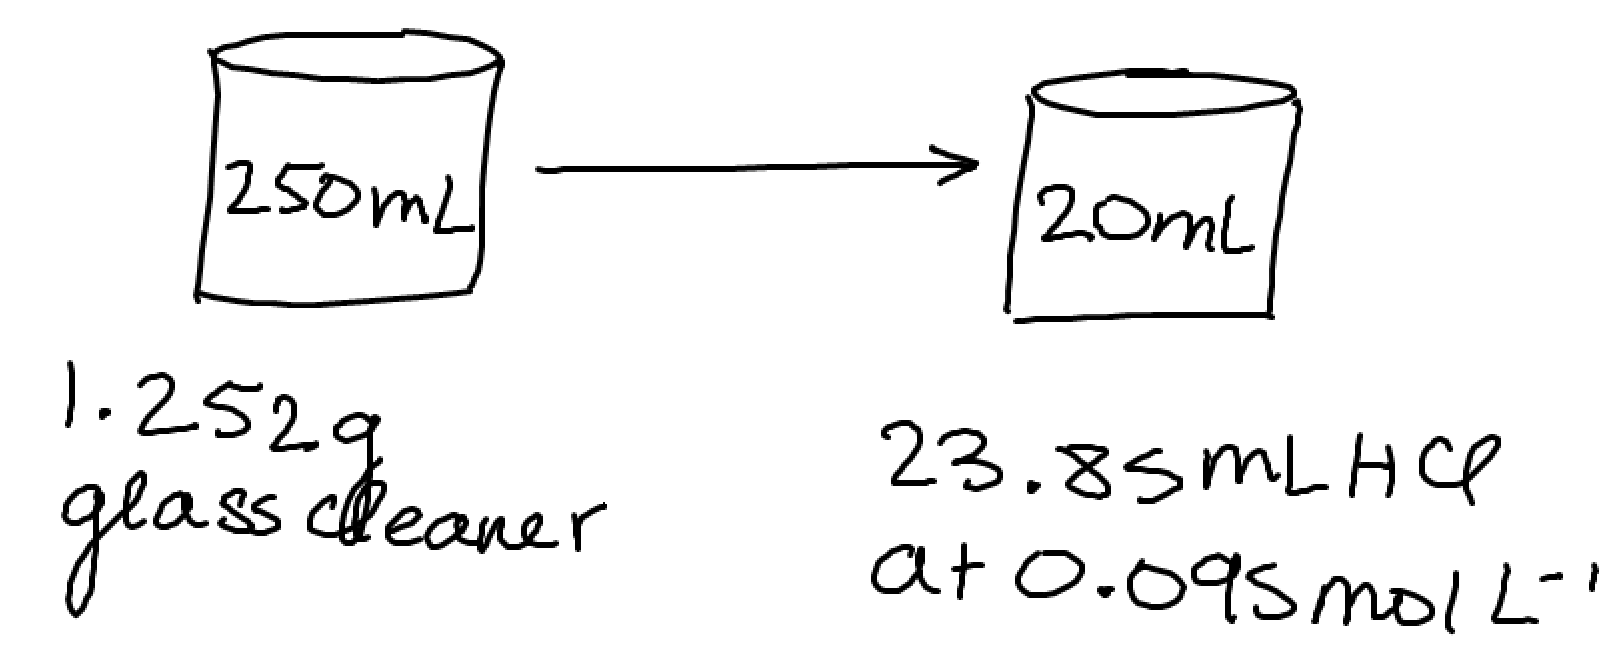 250mL
20mL
1.252g
glass cleaner
23.85mL HCl
at 0.095mol L⁻¹